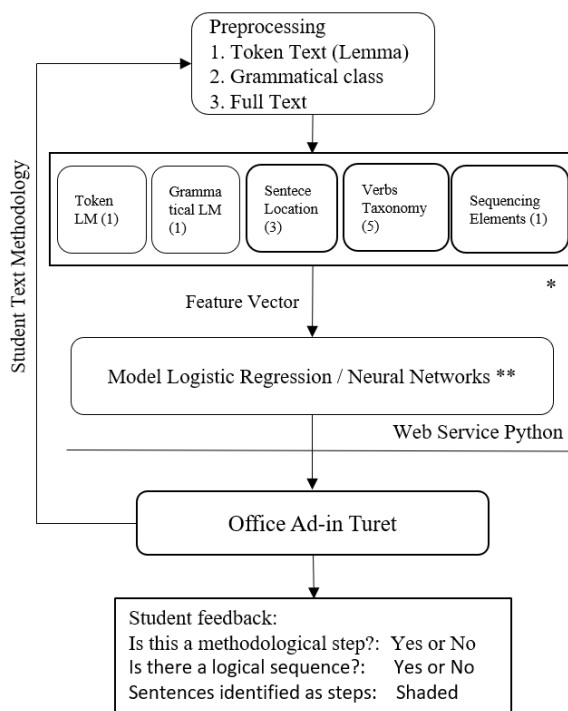 Preprocessing
1. Token Text (Lemma)
2. Grammatical class
3. Full Text
Student Text Methodology
Token
LM (1)
Gramma
tical LM
(1)
Sentece
Location
(3)
Verbs
Taxonomy
(5)
Sequencing
Elements (1)
*
Feature Vector
Model Logistic Regression / Neural Networks **
Web Service Python
Office Ad-in Turet
Student feedback:
Is this a methodological step?: Yes or No
Is there a logical sequence?: Yes or No
Sentences identified as steps: Shaded